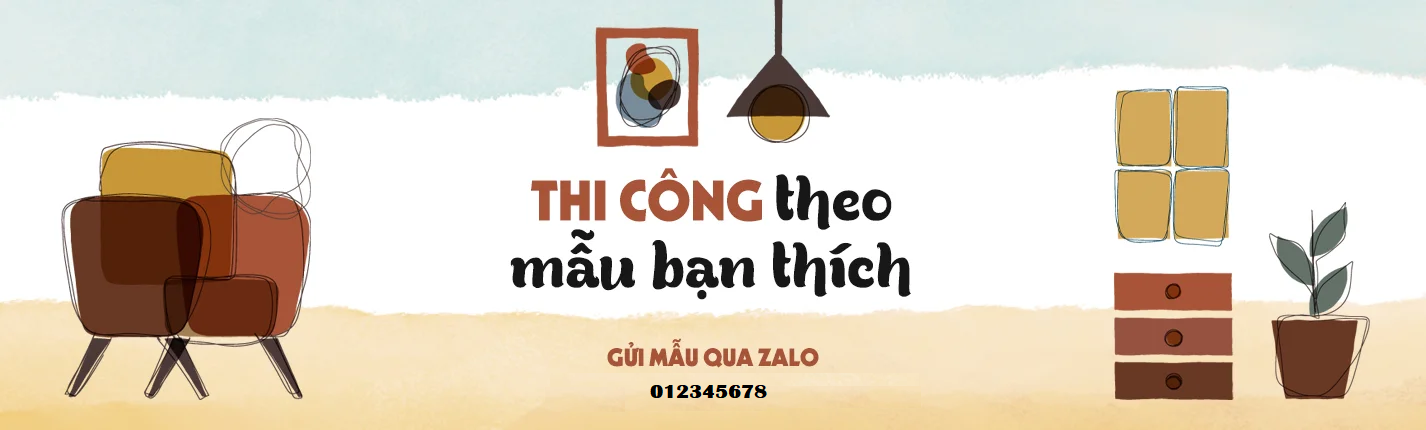 THI CÔNG theo
mẫu bạn thích
GỬI MẪU QUA ZALO
012345678